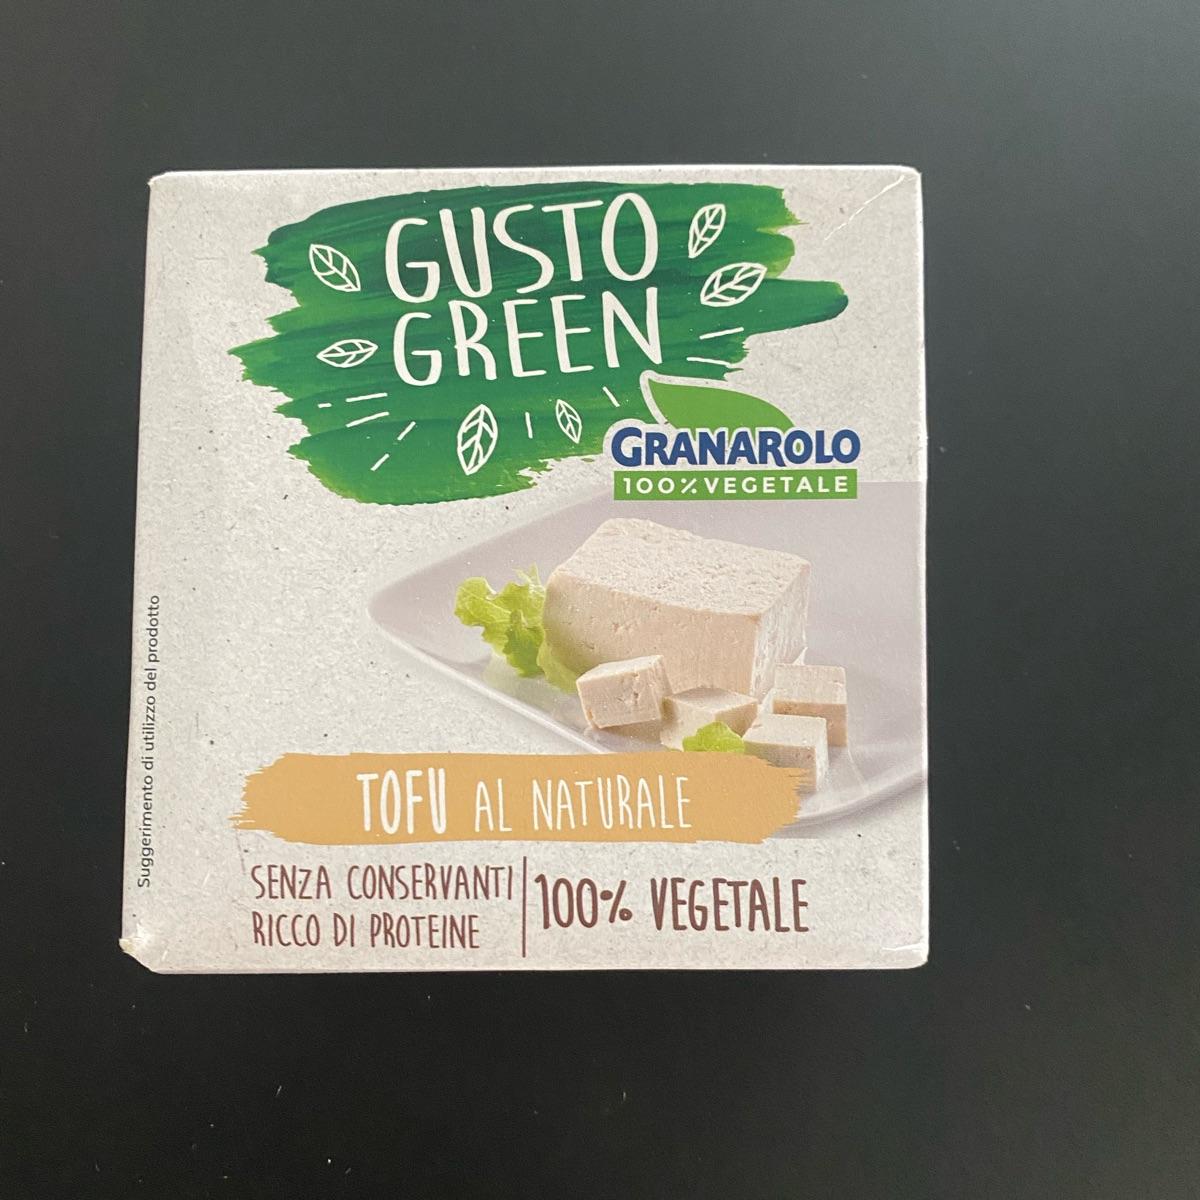 GUSTO
GREEN
GRANAROLO
100% VEGETALE
TOFU AL NATURALE
SENZA CONSERVANTI
RICCO DI PROTEINE
100% VEGETALE
Suggerimento di utilizzo del prodotto